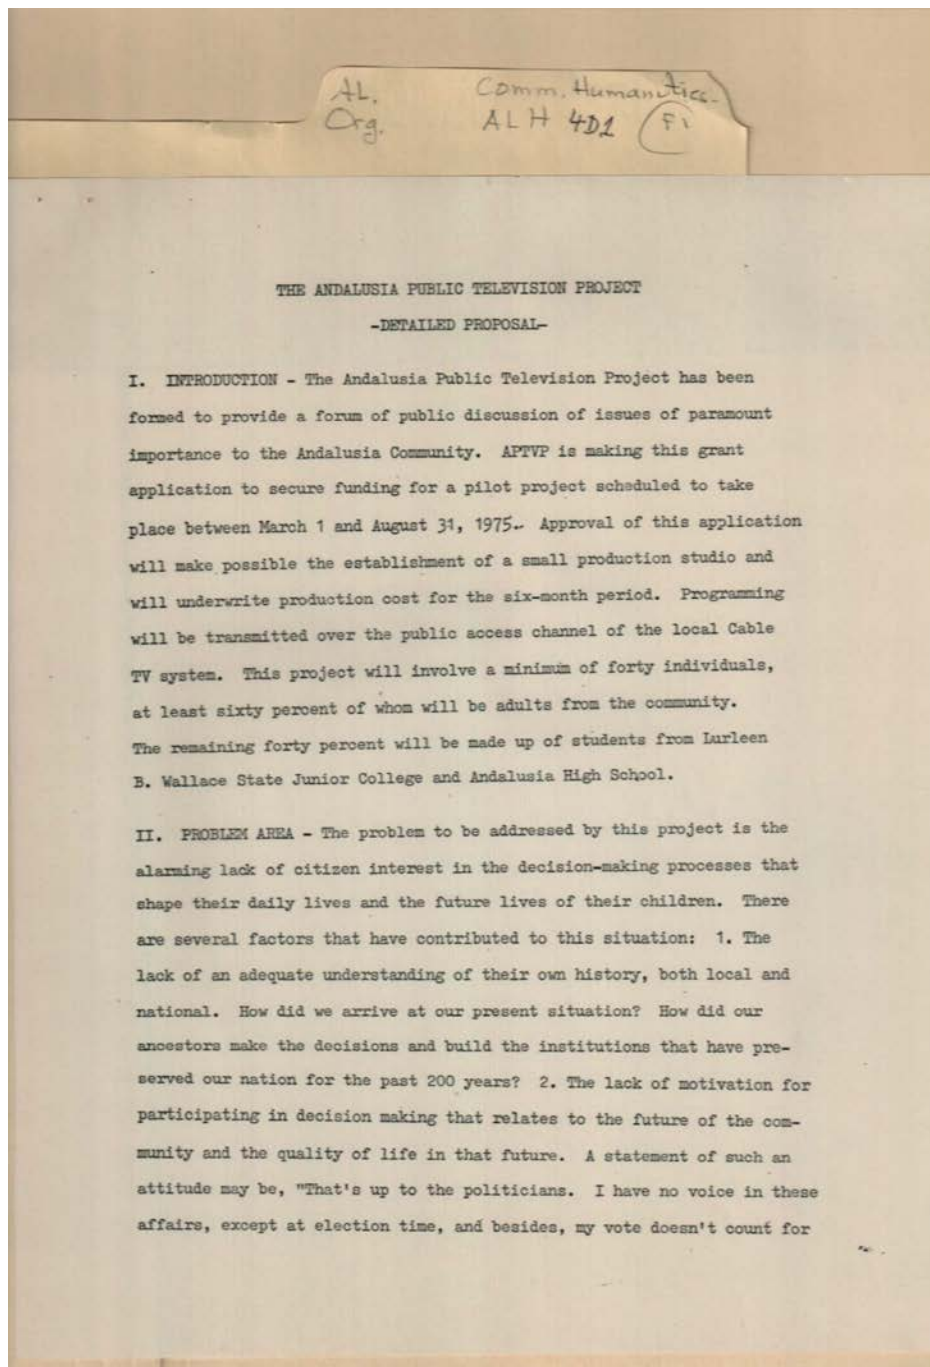 AL. Comm. Humanities.
Org. ALH 4D1 Fi
THE ANDALUSIA PUBLIC TELEVISION PROJECT
-DETAILED PROPOSAL-
I. INTRODUCTION - The Andalusia Public Television Project has been
formed to provide a forum of public discussion of issues of paramount
importance to the Andalusia Community. APTVP is making this grant
application to secure funding for a pilot project scheduled to take
place between March 1 and August 31, 1975. Approval of this application
will make possible the establishment of a small production studio and
will underwrite production cost for the six-month period. Programming
will be transmitted over the public access channel of the local Cable
TV system. This project will involve a minimum of forty individuals,
at least sixty percent of whom will be adults from the community.
The remaining forty percent will be made up of students from Lurleen
B. Wallace State Junior College and Andalusia High School.
II. PROBLEM AREA - The problem to be addressed by this project is the
alarming lack of citizen interest in the decision-making processes that
shape their daily lives and the future lives of their children. There
are several factors that have contributed to this situation: 1. The
lack of an adequate understanding of their own history, both local and
national. How did we arrive at our present situation? How did our
ancestors make the decisions and build the institutions that have pre-
served our nation for the past 200 years? 2. The lack of motivation for
participating in decision making that relates to the future of the com-
munity and the quality of life in that future. A statement of such an
attitude may be, "That's up to the politicians. I have no voice in these
affairs, except at election time, and besides, my vote doesn't count for